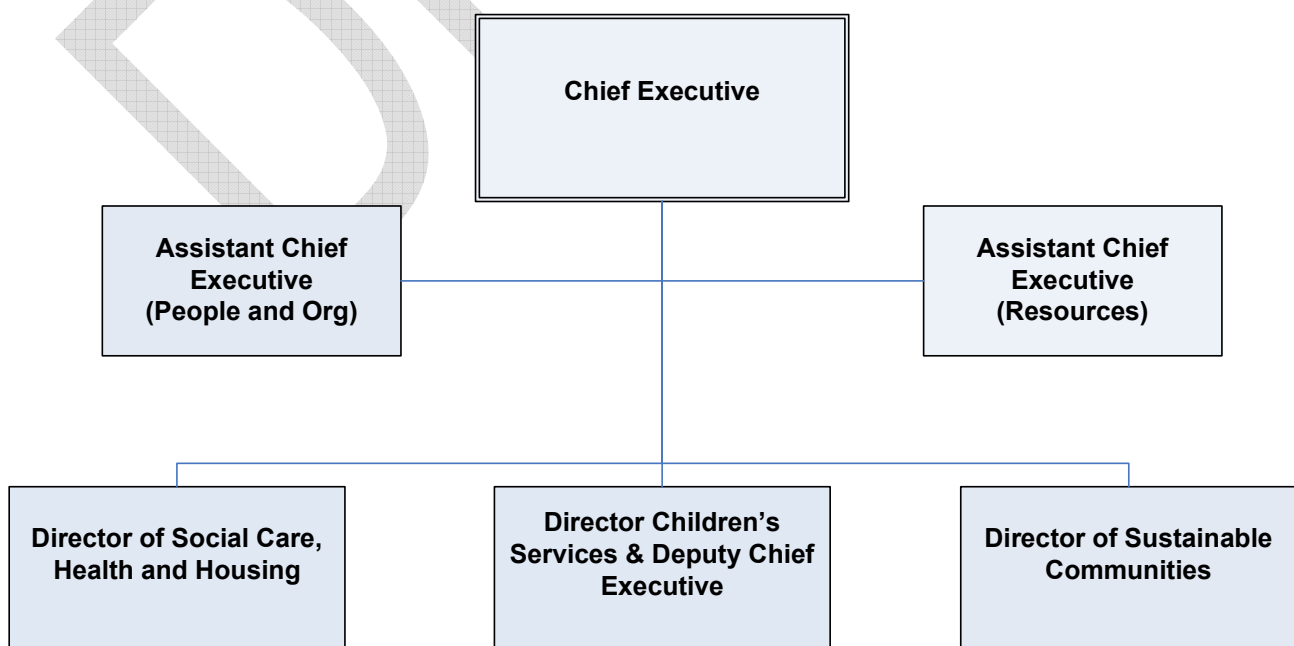 Chief Executive
Assistant Chief
Executive
(People and Org)
Assistant Chief
Executive
(Resources)
Director of Social Care,
Health and Housing
Director Children’s
Services & Deputy Chief
Executive
Director of Sustainable
Communities